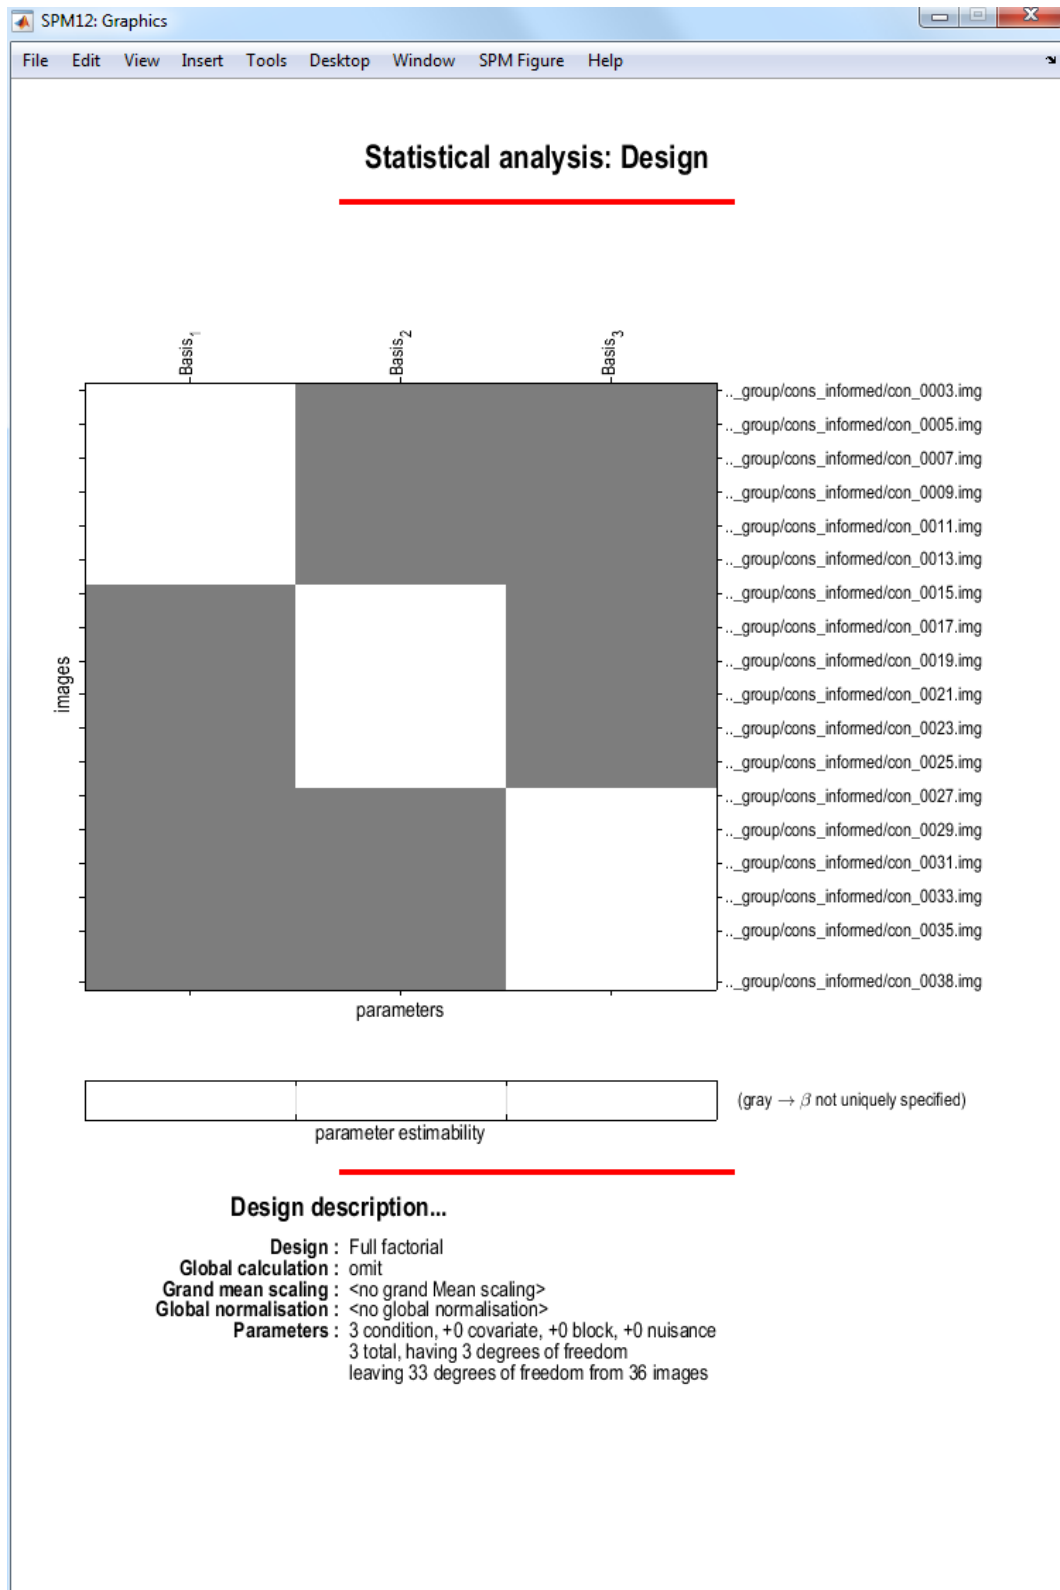 SPM12: Graphics
File Edit View Insert Tools Desktop Window SPM Figure Help
Statistical analysis: Design
Basis1 Basis2 Basis3
.._group/cons_informed/con_0003.img
.._group/cons_informed/con_0005.img
.._group/cons_informed/con_0007.img
.._group/cons_informed/con_0009.img
.._group/cons_informed/con_0011.img
.._group/cons_informed/con_0013.img
.._group/cons_informed/con_0015.img
.._group/cons_informed/con_0017.img
.._group/cons_informed/con_0019.img
.._group/cons_informed/con_0021.img
.._group/cons_informed/con_0023.img
.._group/cons_informed/con_0025.img
.._group/cons_informed/con_0027.img
.._group/cons_informed/con_0029.img
.._group/cons_informed/con_0031.img
.._group/cons_informed/con_0033.img
.._group/cons_informed/con_0035.img
.._group/cons_informed/con_0038.img
images
parameters
(gray → β not uniquely specified)
parameter estimability
Design description...
Design : Full factorial
Global calculation : omit
Grand mean scaling : <no grand Mean scaling>
Global normalisation : <no global normalisation>
Parameters : 3 condition, +0 covariate, +0 block, +0 nuisance
3 total, having 3 degrees of freedom
leaving 33 degrees of freedom from 36 images